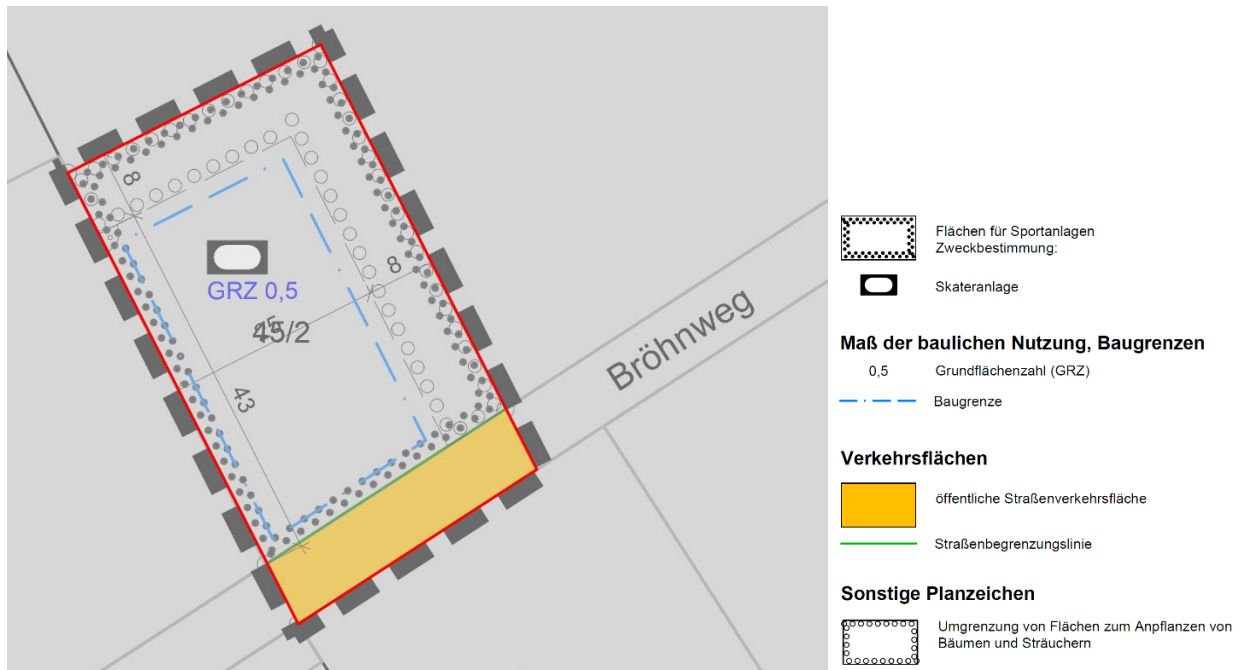 8
8
GRZ 0,5
45/2
43
Bröhnweg
Flächen für Sportanlagen
Zweckbestimmung:
Skateranlage
Maß der baulichen Nutzung, Baugrenzen
0,5 Grundflächenzahl (GRZ)
Baugrenze
Verkehrsflächen
öffentliche Straßenverkehrsfläche
Straßenbegrenzungslinie
Sonstige Planzeichen
Umgrenzung von Flächen zum Anpflanzen von
Bäumen und Sträuchern